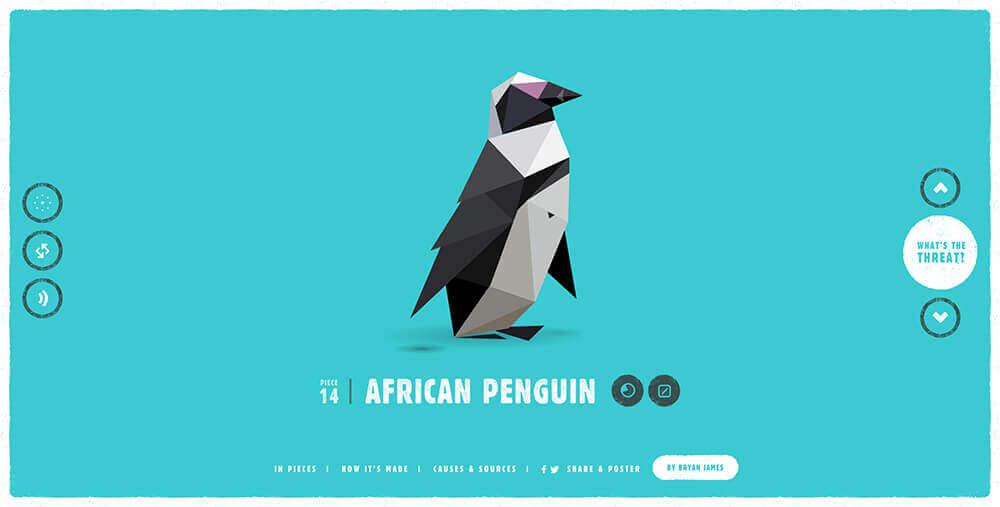 WHAT'S THE
THREAT?
PIECE
14
AFRICAN PENGUIN
IN PIECES | HOW IT'S MADE | CAUSES & SOURCES | SHARE & POSTER BY BRYAN JAMES